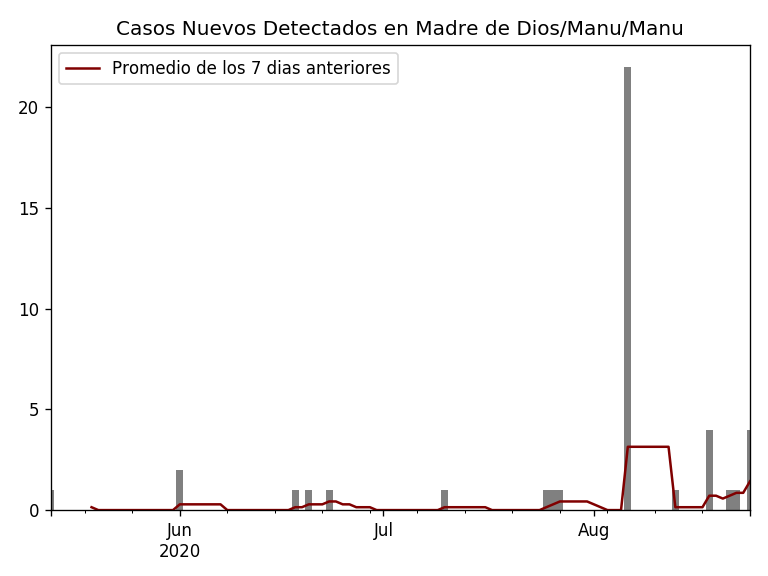 Casos Nuevos Detectados en Madre de Dios/Manu/Manu
Promedio de los 7 dias anteriores
20
15
10
5
0
Jun
2020
Jul
Aug